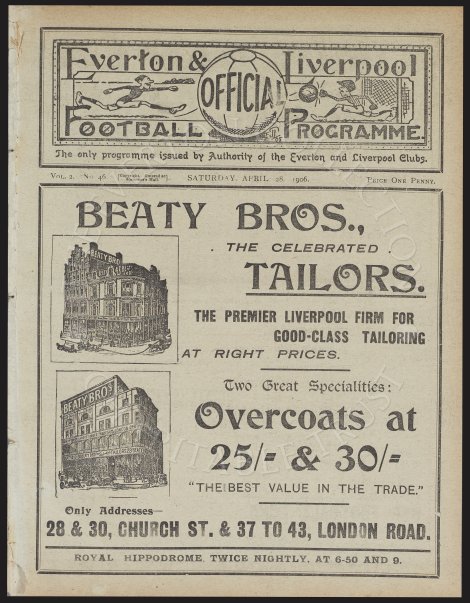 Everton & Liverpool
OFFICIAL
FOOTBALL PROGRAMME.
The only programme issued by Authority of the Everton and Liverpool Clubs.
VOL. 2. No. 46. SATURDAY, APRIL 28, 1906. PRICE ONE PENNY.
BEATY BROS.,
. THE CELEBRATED .
TAILORS.
BEATY BROS
THE PREMIER LIVERPOOL FIRM FOR
GOOD-CLASS TAILORING
AT RIGHT PRICES.
Two Great Specialities:
BEATY BROS
Overcoats at
25/- & 30/-
"THE BEST VALUE IN THE TRADE."
Only Addresses—
28 & 30, CHURCH ST. & 37 TO 43, LONDON ROAD.
ROYAL HIPPODROME, TWICE NIGHTLY, AT 6-50 AND 9.